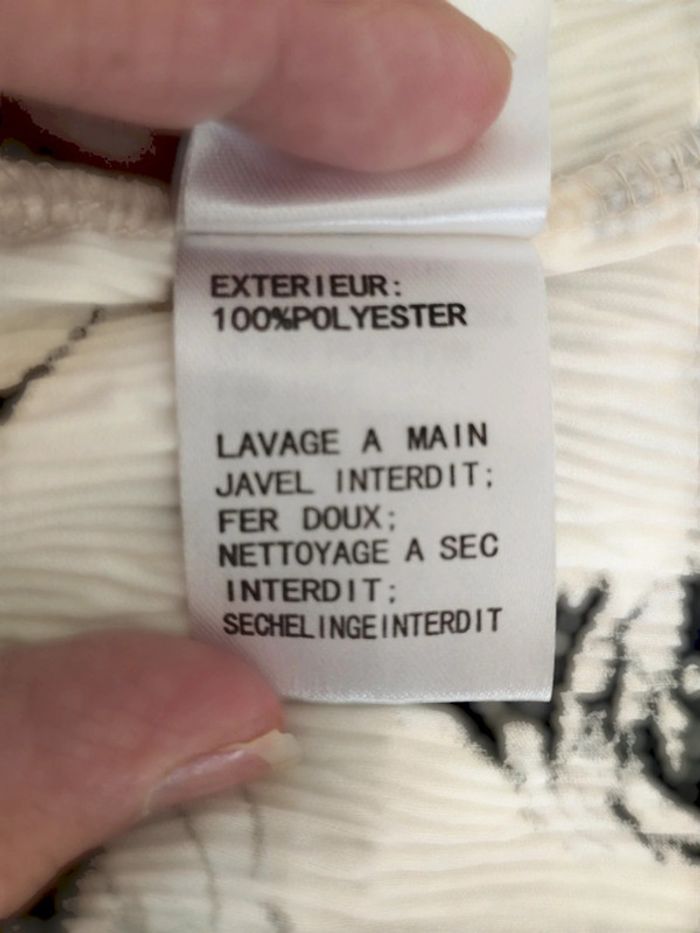 EXTERIEUR:
100%POLYESTER
LAVAGE A MAIN
JAVEL INTERDIT;
FER DOUX;
NETTOYAGE A SEC
INTERDIT;
SECHELINGEINTERDIT